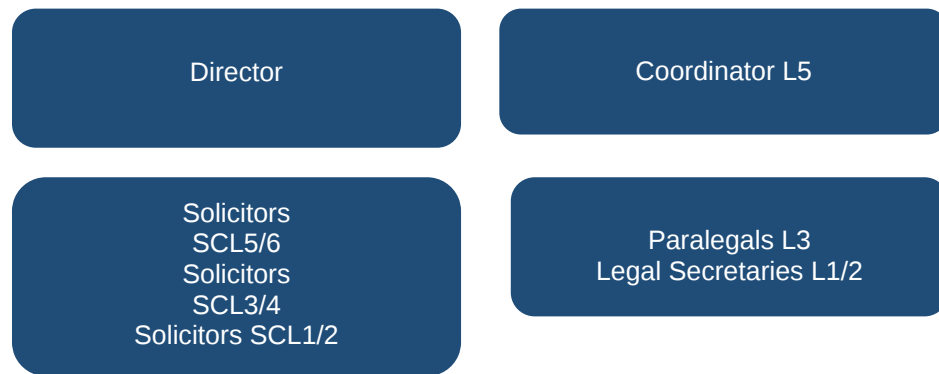 Director
Coordinator L5
Solicitors
SCL5/6
Solicitors
SCL3/4
Solicitors SCL1/2
Paralegals L3
Legal Secretaries L1/2